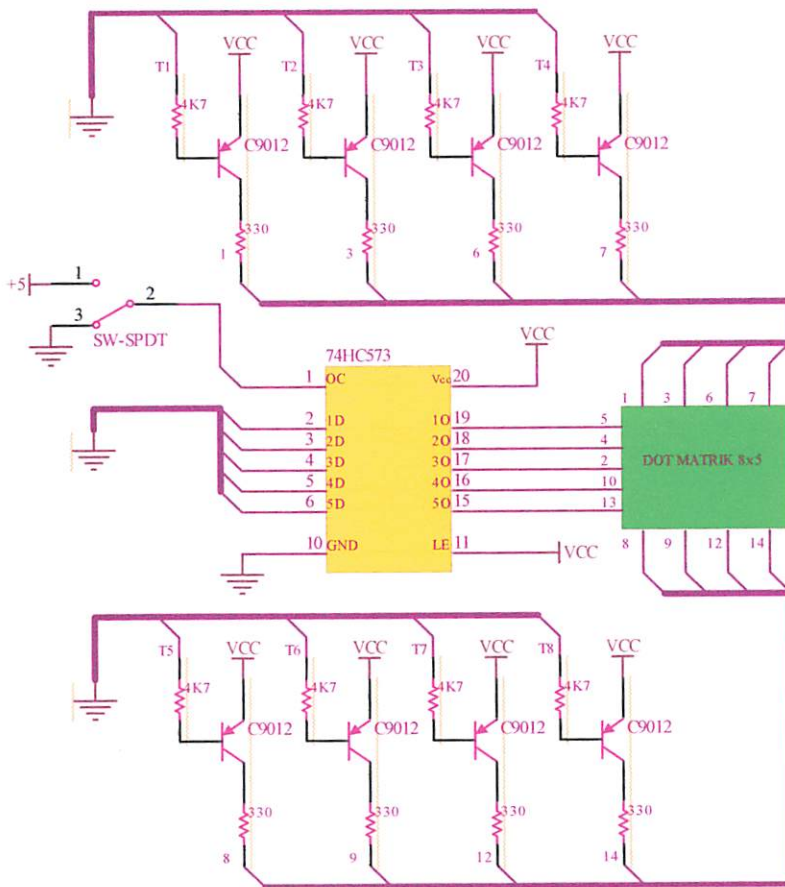 VCC VCC VCC VCC
T1 T2 T3 T4
4K7 4K7 4K7 4K7
C9012 C9012 C9012 C9012
330 330 330 330
1 3 6 7
+5 1
2
3
SW-SPDT
74HC573
VCC
1 OC Vcc 20
1 3 6 7
2 1D 1O 19 5
3 2D 2O 18 4
4 3D 3O 17 2
5 4D 4O 16 10
6 5D 5O 15 13
DOT MATRIK 8x5
10 GND LE 11 VCC
8 9 12 14
T5 VCC T6 VCC T7 VCC T8 VCC
4K7 4K7 4K7 4K7
C9012 C9012 C9012 C9012
330 330 330 330
8 9 12 14